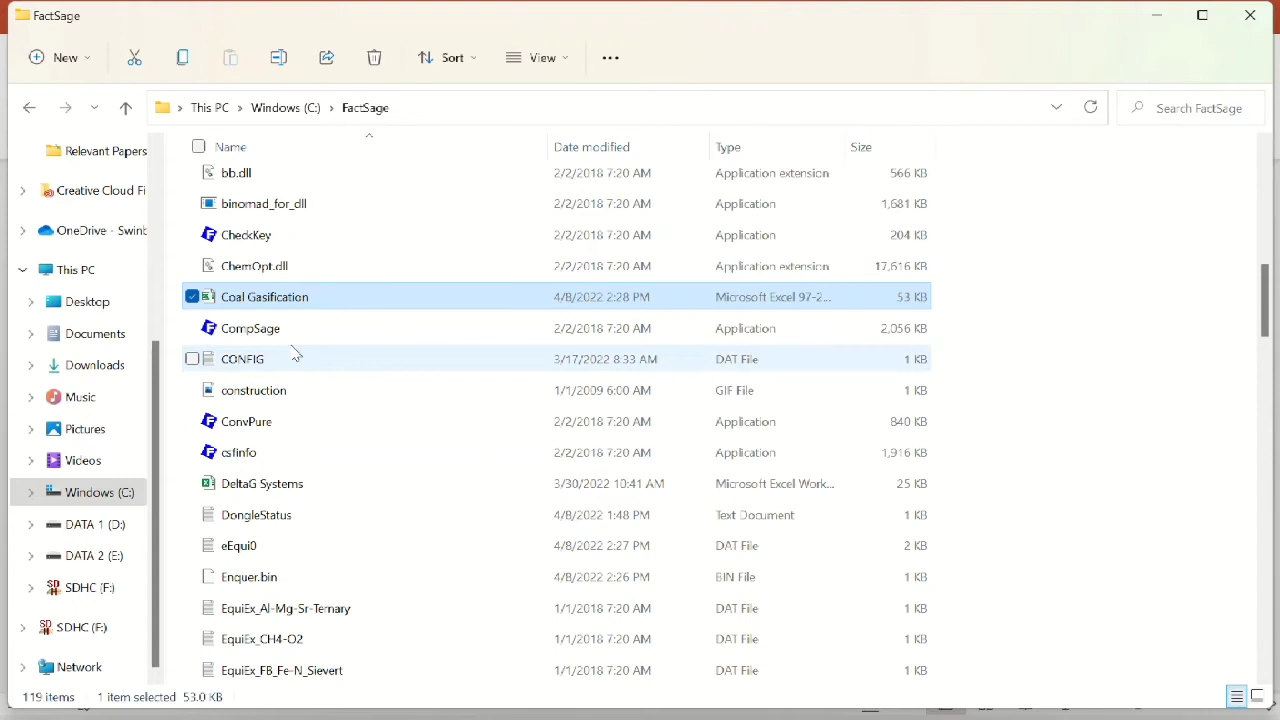 FactSage
New
Sort
View
This PC > Windows (C:) > FactSage
Search FactSage
Relevant Papers
Creative Cloud Fi
OneDrive - Swinb
This PC
Desktop
Documents
Downloads
Music
Pictures
Videos
Windows (C:)
DATA 1 (D:)
DATA 2 (E:)
SDHC (F:)
SDHC (F:)
Network
Name Date modified Type Size
bb.dll 2/2/2018 7:20 AM Application extension 566 KB
binomad_for_dll 2/2/2018 7:20 AM Application 1,681 KB
CheckKey 2/2/2018 7:20 AM Application 204 KB
ChemOpt.dll 2/2/2018 7:20 AM Application extension 17,616 KB
Coal Gasification 4/8/2022 2:28 PM Microsoft Excel 97-2... 53 KB
CompSage 2/2/2018 7:20 AM Application 2,056 KB
CONFIG 3/17/2022 8:33 AM DAT File 1 KB
construction 1/1/2009 6:00 AM GIF File 1 KB
ConvPure 2/2/2018 7:20 AM Application 840 KB
csfinfo 2/2/2018 7:20 AM Application 1,916 KB
DeltaG Systems 3/30/2022 10:41 AM Microsoft Excel Work... 25 KB
DongleStatus 4/8/2022 1:48 PM Text Document 1 KB
eEqui0 4/8/2022 2:27 PM DAT File 2 KB
Enquer.bin 4/8/2022 2:26 PM BIN File 1 KB
EquiEx_Al-Mg-Sr-Ternary 1/1/2018 7:20 AM DAT File 1 KB
EquiEx_CH4-O2 1/1/2018 7:20 AM DAT File 1 KB
EquiEx_FB_Fe-N_Sievert 1/1/2018 7:20 AM DAT File 1 KB
119 items 1 item selected 53.0 KB